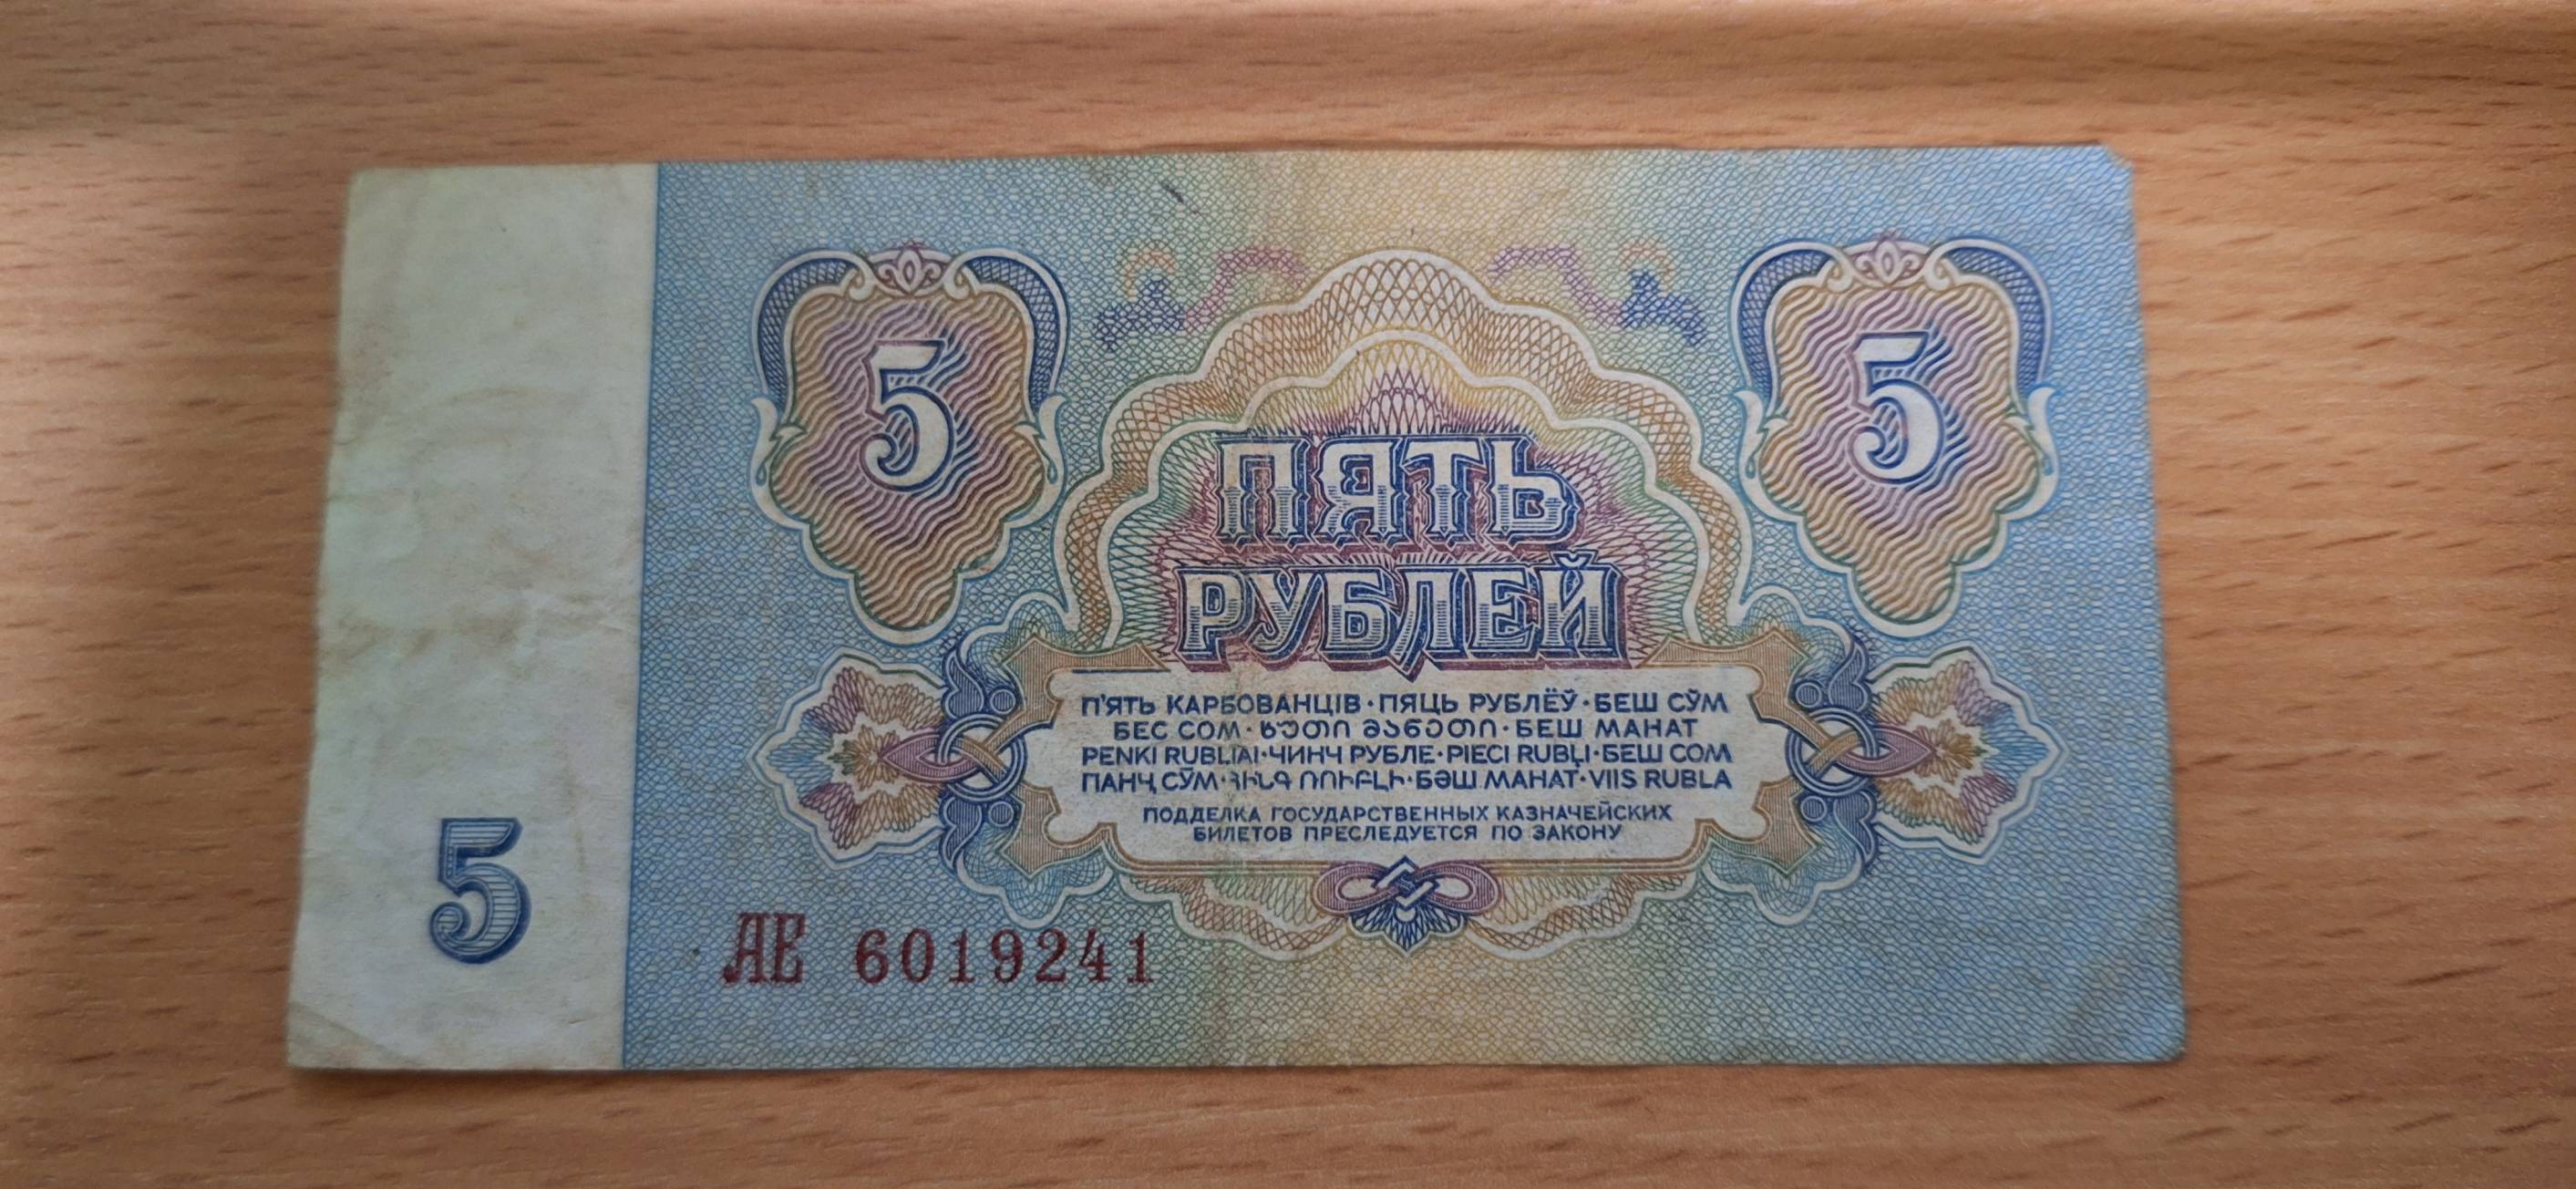 5
5
ПЯТЬ
РУБЛЕЙ
П'ЯТЬ КАРБОВАНЦІВ · ПЯЦЬ РУБЛЁЎ · БЕШ СЎМ
БЕС СОМ · ხუთი მანეთი · БЕШ МАНАТ
PENKI RUBLIAI · ЧИНЧ РУБЛЕ · PIECI RUBĻI · БЕШ СОМ
ПАНҶ СӮМ · ՀԻՆԳ ՌՈՒԲԼԻ · БӘШ МАНАТ · VIIS RUBLA
ПОДДЕЛКА ГОСУДАРСТВЕННЫХ КАЗНАЧЕЙСКИХ
БИЛЕТОВ ПРЕСЛЕДУЕТСЯ ПО ЗАКОНУ
5
АЕ 6019241